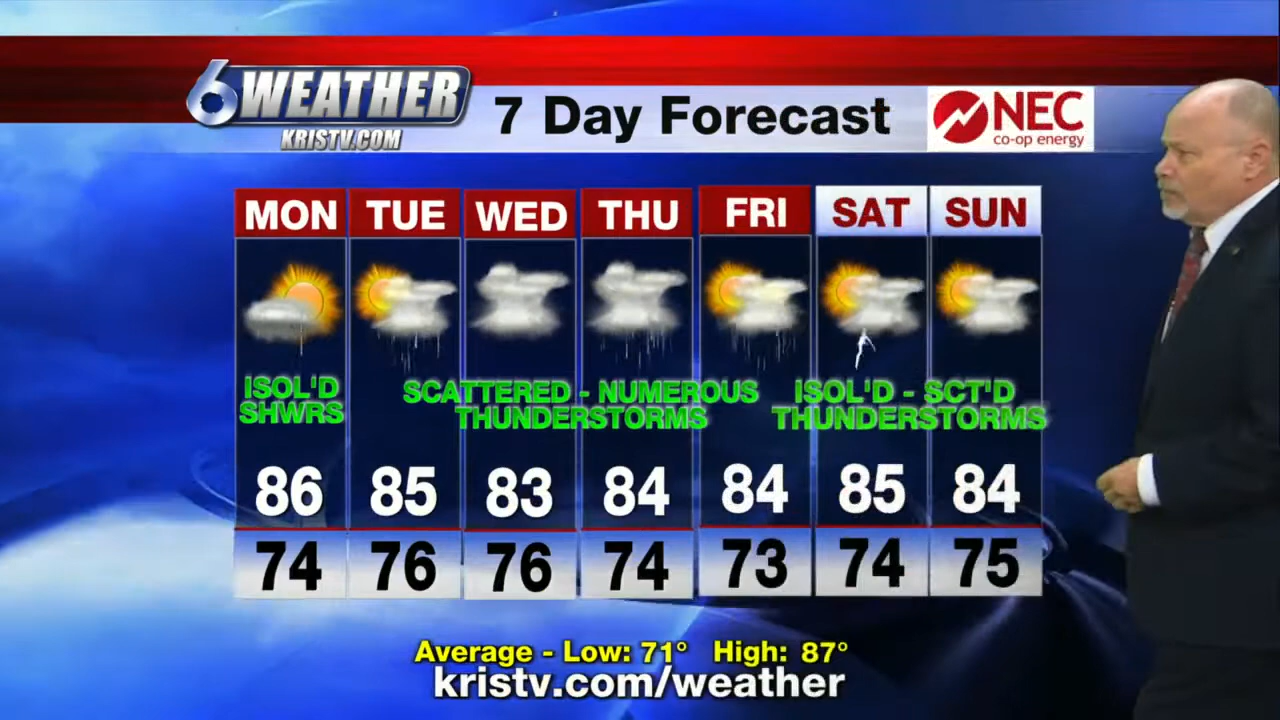 6 WEATHER
KRISTV.COM
7 Day Forecast
NEC
co-op energy
MON TUE WED THU FRI SAT SUN
ISOL'D
SHWRS
SCATTERED - NUMEROUS
THUNDERSTORMS
ISOL'D - SCT'D
THUNDERSTORMS
86 85 83 84 84 85 84
74 76 76 74 73 74 75
Average - Low: 71° High: 87°
kristv.com/weather